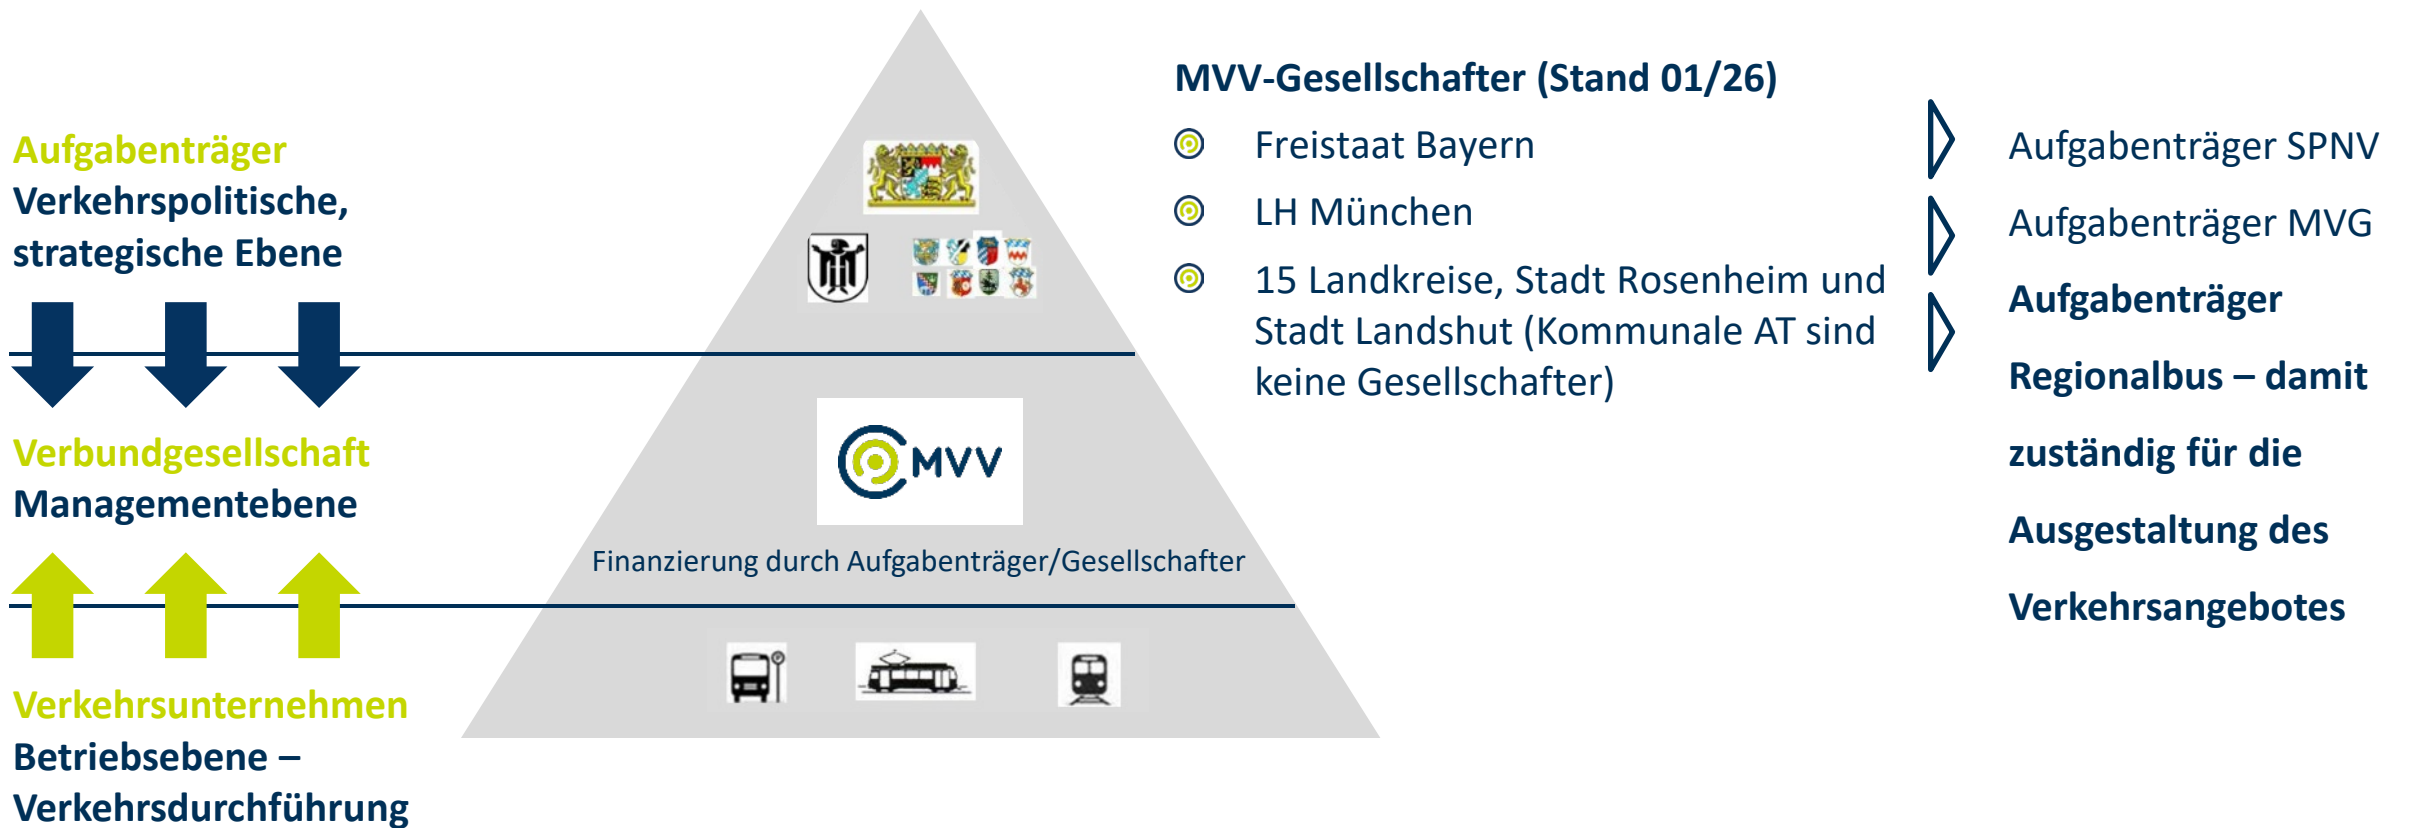 Aufgabenträger
Verkehrspolitische,
strategische Ebene
Verbundgesellschaft
Managementebene
Verkehrsunternehmen
Betriebsebene –
Verkehrsdurchführung
MVV
Finanzierung durch Aufgabenträger/Gesellschafter
MVV-Gesellschafter (Stand 01/26)
Freistaat Bayern
LH München
15 Landkreise, Stadt Rosenheim und
Stadt Landshut (Kommunale AT sind
keine Gesellschafter)
Aufgabenträger SPNV
Aufgabenträger MVG
Aufgabenträger
Regionalbus – damit
zuständig für die
Ausgestaltung des
Verkehrsangebotes